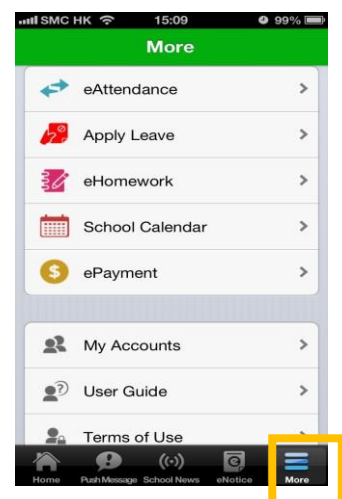 SMC HK 15:09 99%
More
eAttendance
Apply Leave
eHomework
School Calendar
$ ePayment
My Accounts
? User Guide
Terms of Use
Home Push Message School News eNotice More